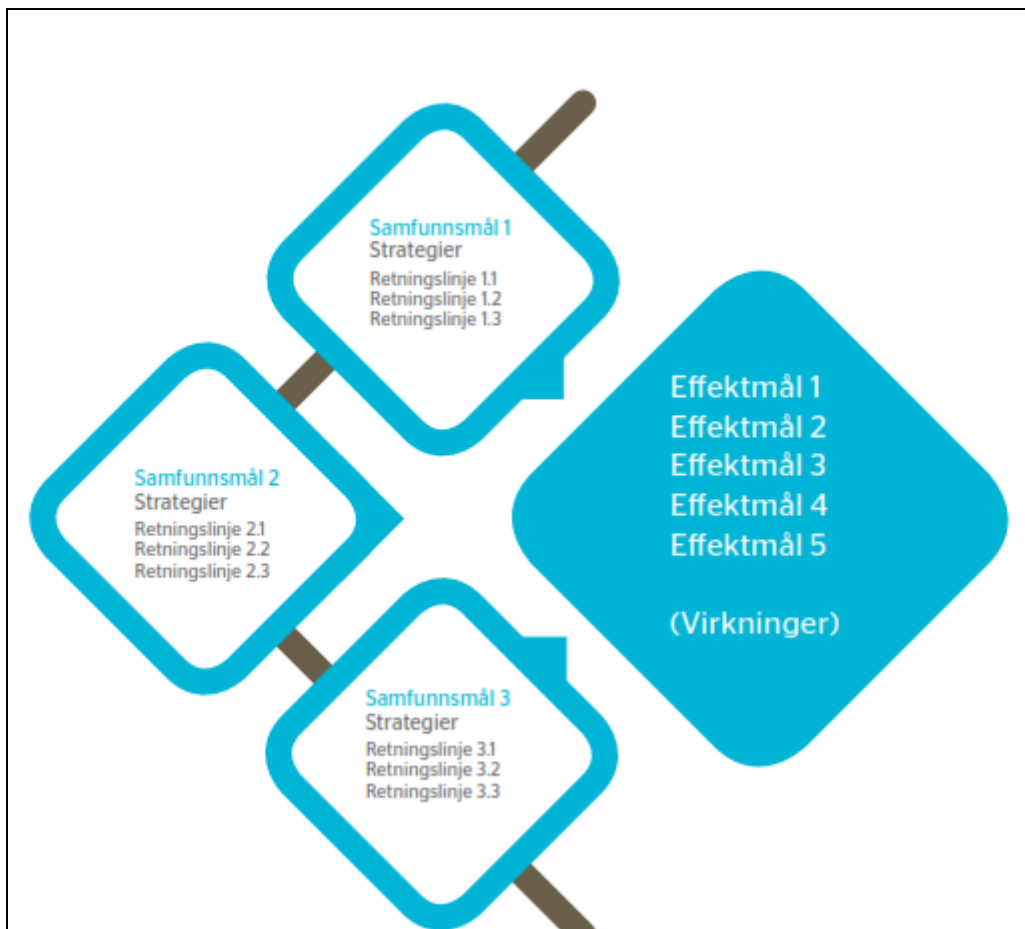 Samfunnsmål 1
Strategier
Retningslinje 1.1
Retningslinje 1.2
Retningslinje 1.3
Samfunnsmål 2
Strategier
Retningslinje 2.1
Retningslinje 2.2
Retningslinje 2.3
Samfunnsmål 3
Strategier
Retningslinje 3.1
Retningslinje 3.2
Retningslinje 3.3
Effektmål 1
Effektmål 2
Effektmål 3
Effektmål 4
Effektmål 5
(Virkninger)